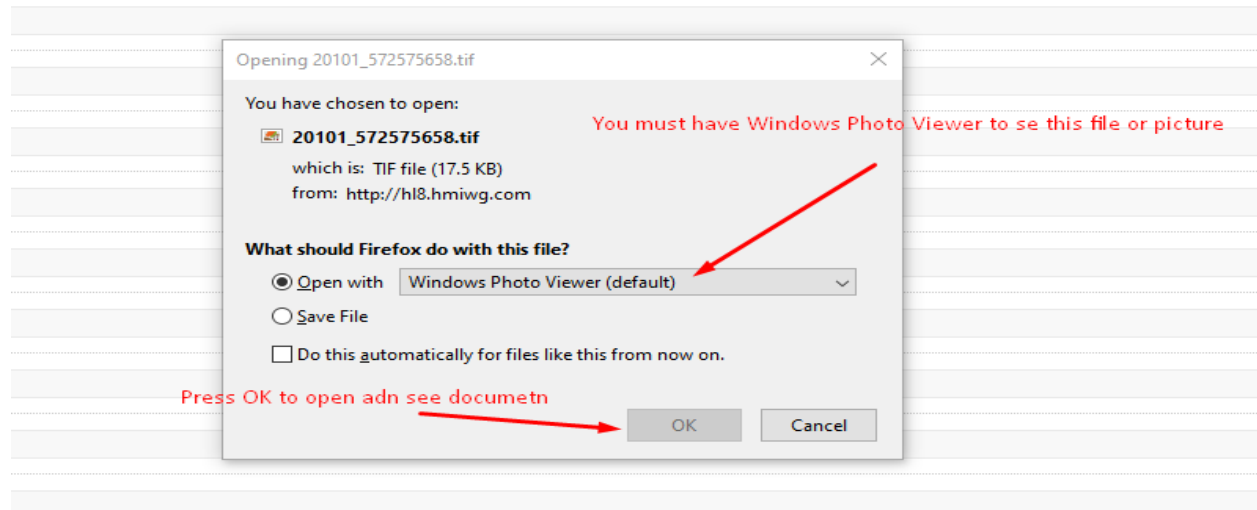 Opening 20101_572575658.tif
You have chosen to open:
You must have Windows Photo Viewer to se this file or picture
20101_572575658.tif
which is: TIF file (17.5 KB)
from: http://hl8.hmiwg.com
What should Firefox do with this file?
Open with Windows Photo Viewer (default)
Save File
Do this automatically for files like this from now on.
Press OK to open adn see documetn
OK Cancel